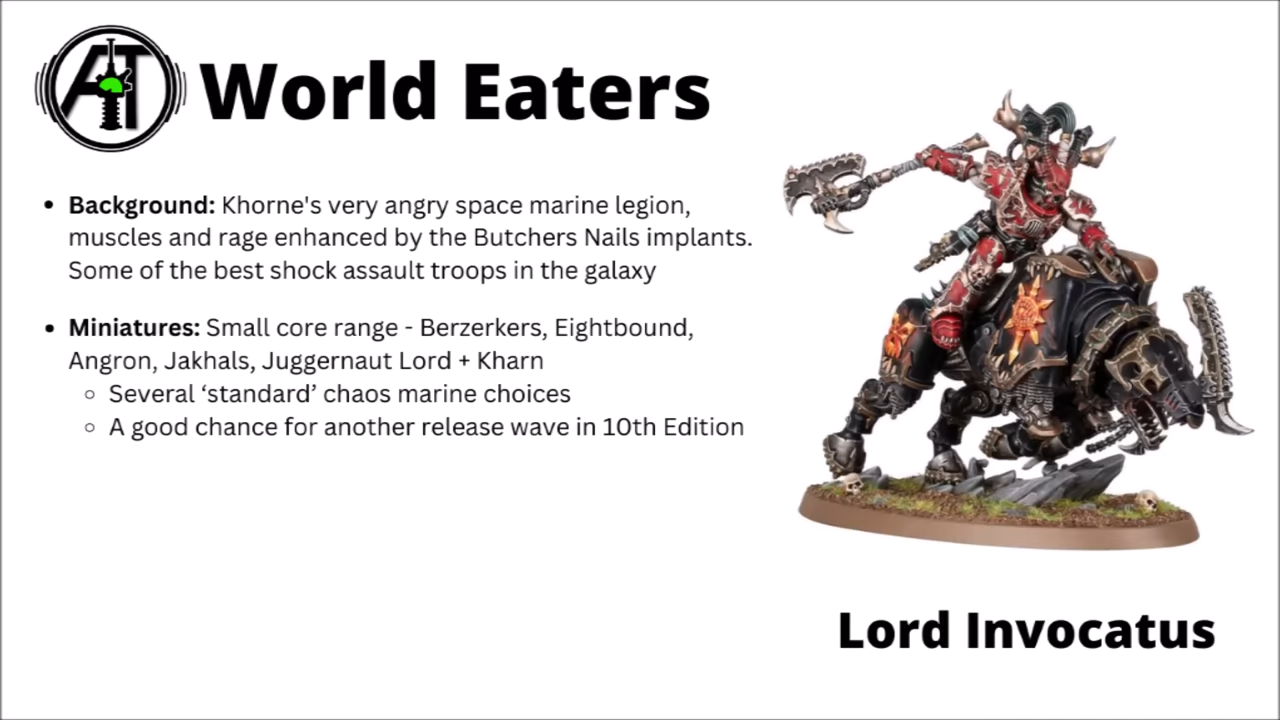 AT
World Eaters
• Background: Khorne's very angry space marine legion,
muscles and rage enhanced by the Butchers Nails implants.
Some of the best shock assault troops in the galaxy
• Miniatures: Small core range - Berzerkers, Eightbound,
Angron, Jakhals, Juggernaut Lord + Kharn
○ Several ‘standard’ chaos marine choices
○ A good chance for another release wave in 10th Edition
Lord Invocatus